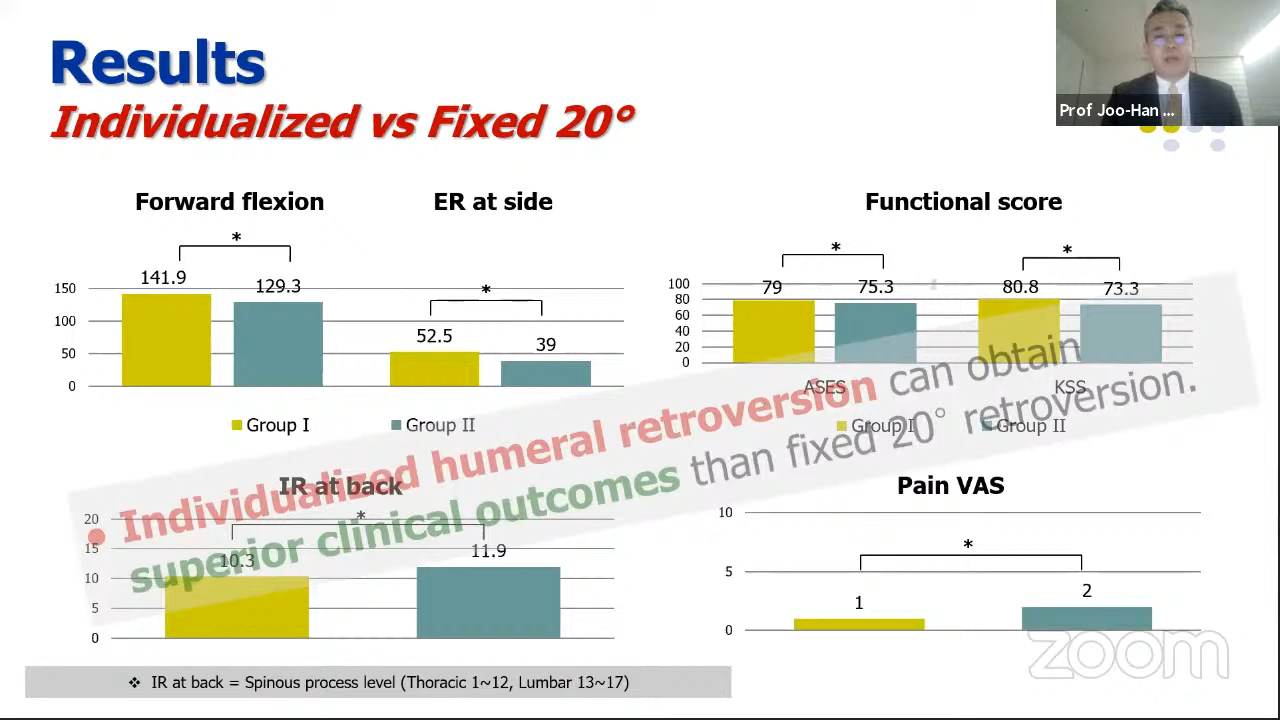 Results
Individualized vs Fixed 20°
Prof Joo-Han ...
Forward flexion
ER at side
*
141.9
129.3
*
52.5
39
150
100
50
0
Group I
Group II
Functional score
*
*
79
75.3
80.8
73.3
100
80
60
40
20
0
ASES
KSS
Group I
Group II
• Individualized humeral retroversion can obtain
superior clinical outcomes than fixed 20° retroversion.
IR at back
*
10.3
11.9
20
15
10
5
0
Pain VAS
*
1
2
10
5
0
zoom
❖ IR at back = Spinous process level (Thoracic 1~12, Lumbar 13~17)